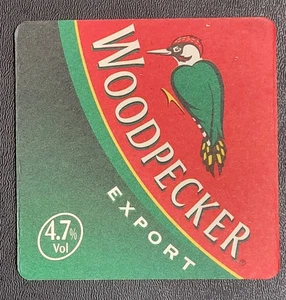 WOODPECKER
EXPORT
4.7%
Vol